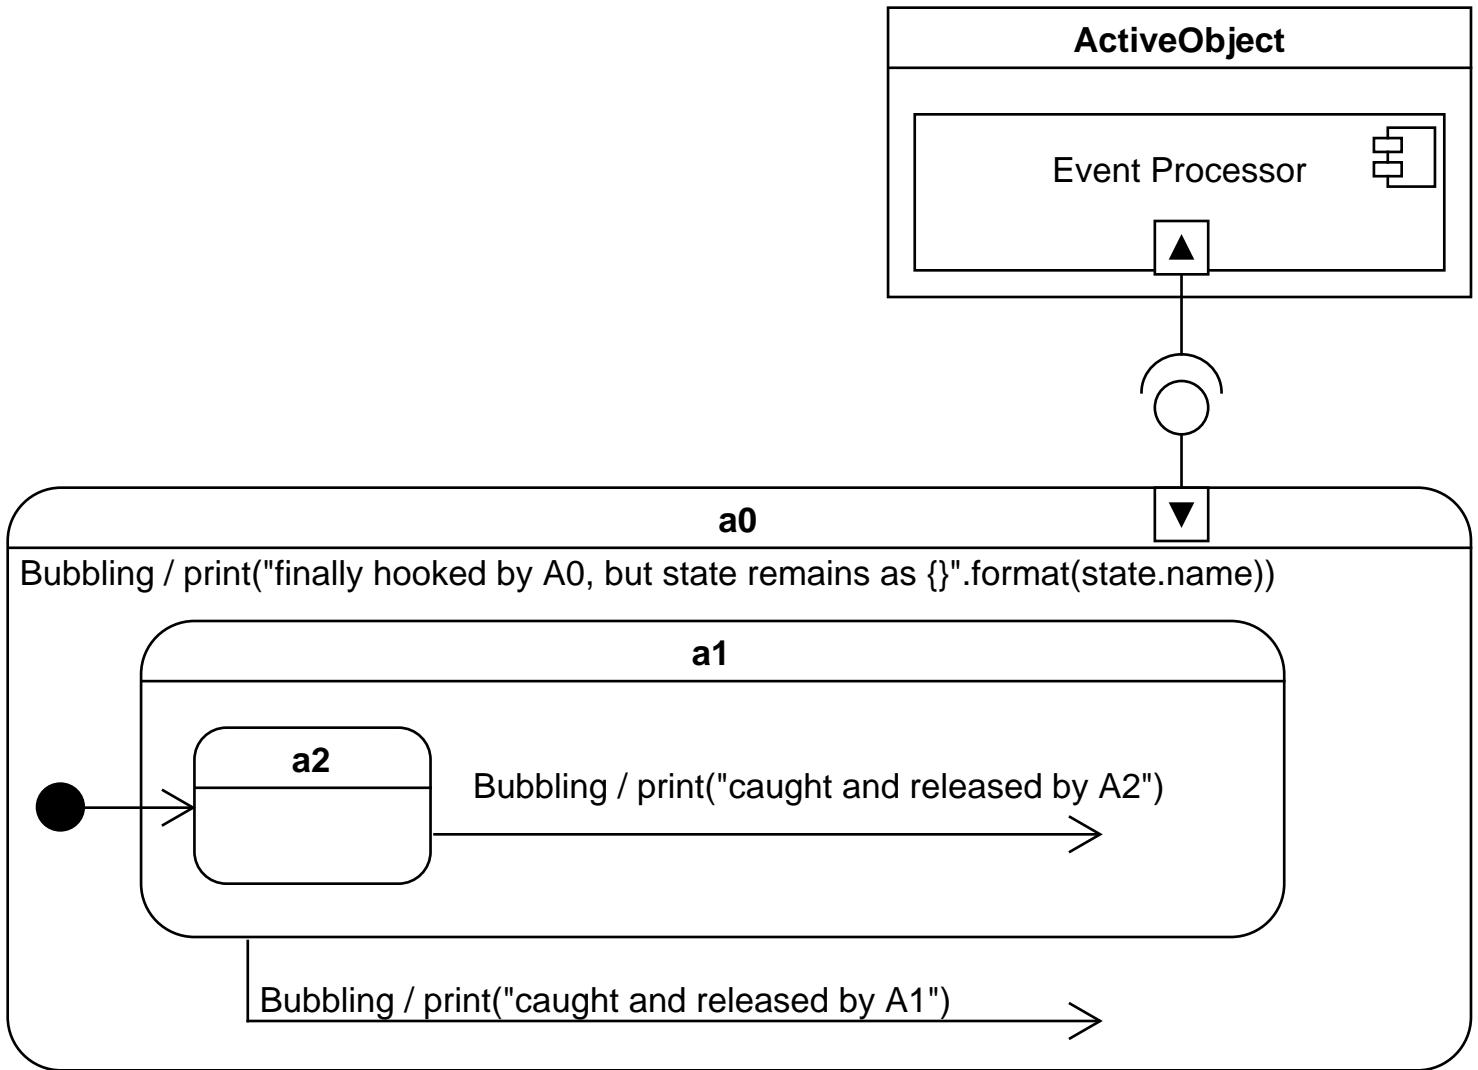 ActiveObject
Event Processor
a0
Bubbling / print("finally hooked by A0, but state remains as {}".format(state.name))
a1
a2
Bubbling / print("caught and released by A2")
Bubbling / print("caught and released by A1")